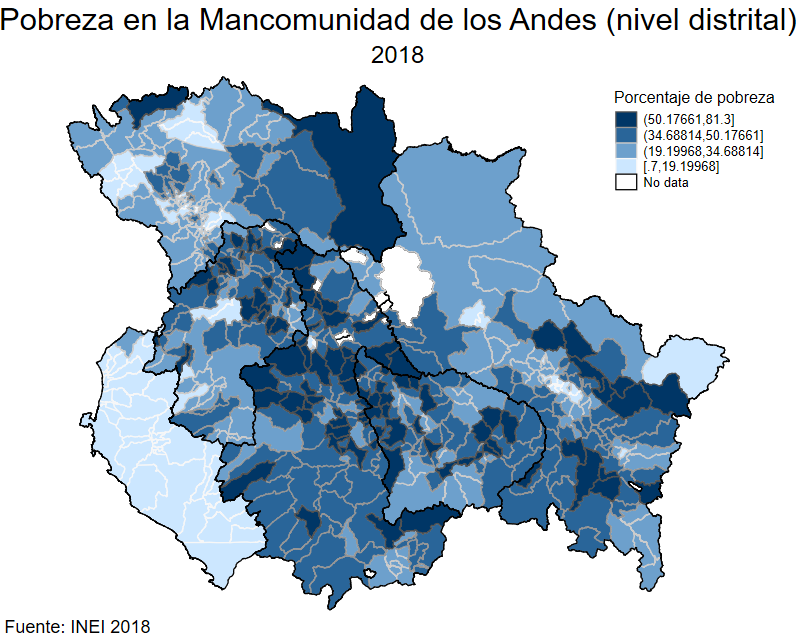 Pobreza en la Mancomunidad de los Andes (nivel distrital)
2018
Porcentaje de pobreza
(50.17661,81.3]
(34.68814,50.17661]
(19.19968,34.68814]
[.7,19.19968]
No data
Fuente: INEI 2018